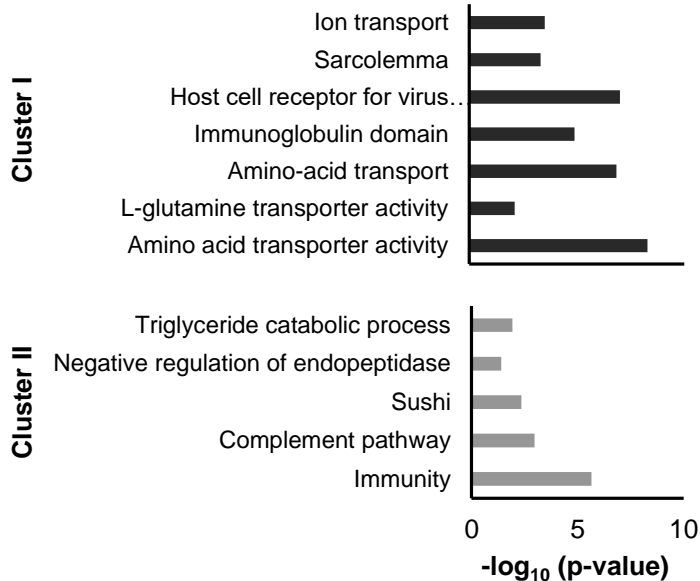 Cluster I
Ion transport
Sarcolemma
Host cell receptor for virus…
Immunoglobulin domain
Amino-acid transport
L-glutamine transporter activity
Amino acid transporter activity
Cluster II
Triglyceride catabolic process
Negative regulation of endopeptidase
Sushi
Complement pathway
Immunity
0 5 10
-log₁₀ (p-value)